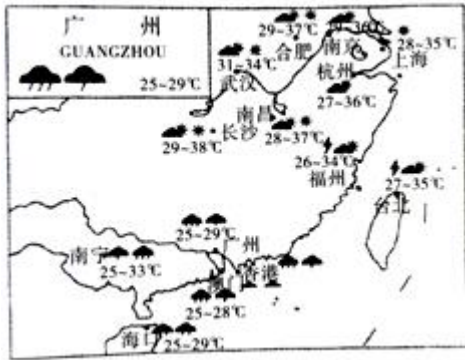 广 州
GUANGZHOU
25~29℃
29~37℃
合肥
南京
28~35℃
上海
31~34℃
武汉
杭州
27~36℃
南昌
长沙
28~37℃
29~38℃
26~34℃
福州
27~35℃
台北
25~29℃
广州
南宁
25~33℃
香港
25~28℃
海口
25~29℃